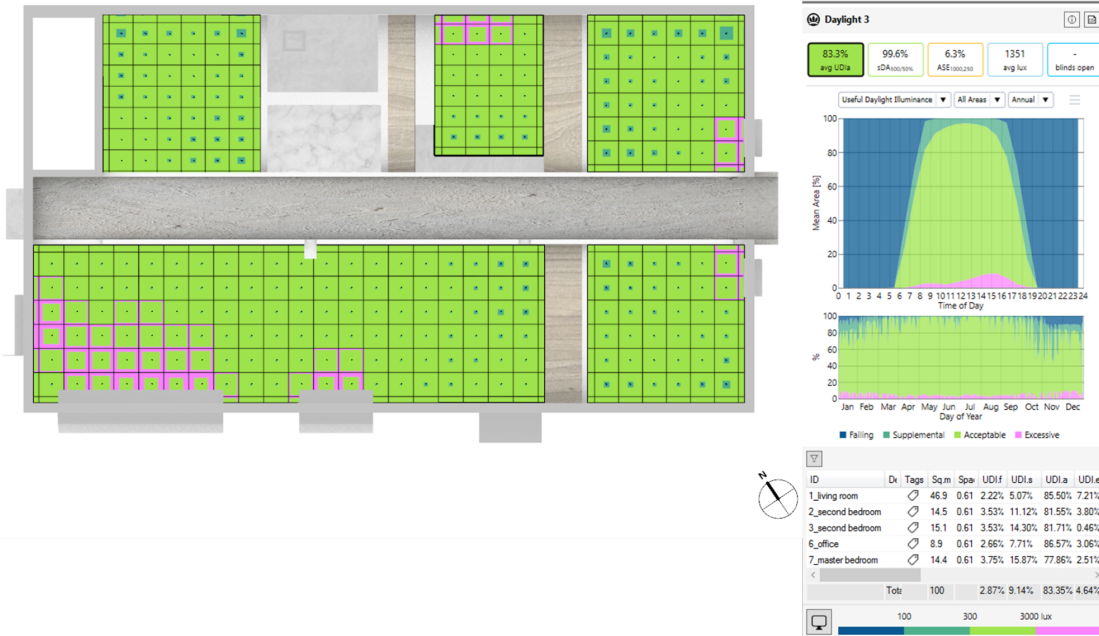 Daylight 3
83.3% 99.6% 6.3% 1351 -
avg UDIa sDA300/50% ASE1000,250 avg lux blinds open
Useful Daylight Illuminance All Areas Annual
Mean Area [%]
100
80
60
40
20
0
0 1 2 3 4 5 6 7 8 9 10 11 12 13 14 15 16 17 18 19 20 21 22 23 24
Time of Day
%
100
80
60
40
20
0
Jan Feb Mar Apr May Jun Jul Aug Sep Oct Nov Dec
Day of Year
Failing Supplemental Acceptable Excessive
N
ID De Tags Sq.m Spa UDI.f UDI.s UDI.a UDI.e
1_living room 46.9 0.61 2.22% 5.07% 85.50% 7.21%
2_second bedroom 14.5 0.61 3.53% 11.12% 81.55% 3.80%
3_second bedroom 15.1 0.61 3.53% 14.30% 81.71% 0.46%
6_office 8.9 0.61 2.66% 7.71% 86.57% 3.06%
7_master bedroom 14.4 0.61 3.75% 15.87% 77.86% 2.51%
Tota 100 2.87% 9.14% 83.35% 4.64%
100 300 3000 lux